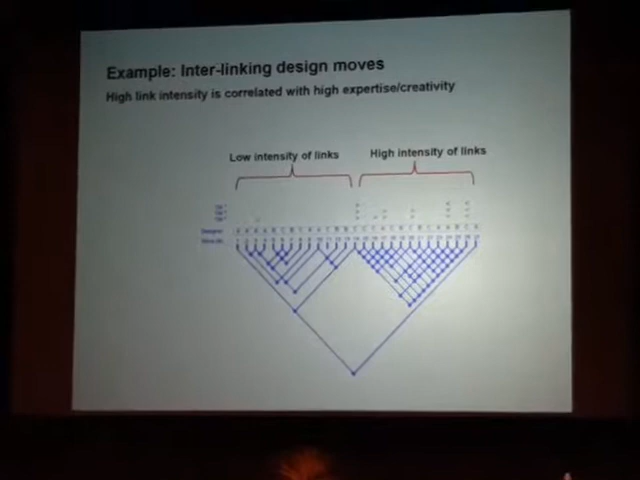 Example: Inter-linking design moves
High link intensity is correlated with high expertise/creativity
Low intensity of links
High intensity of links